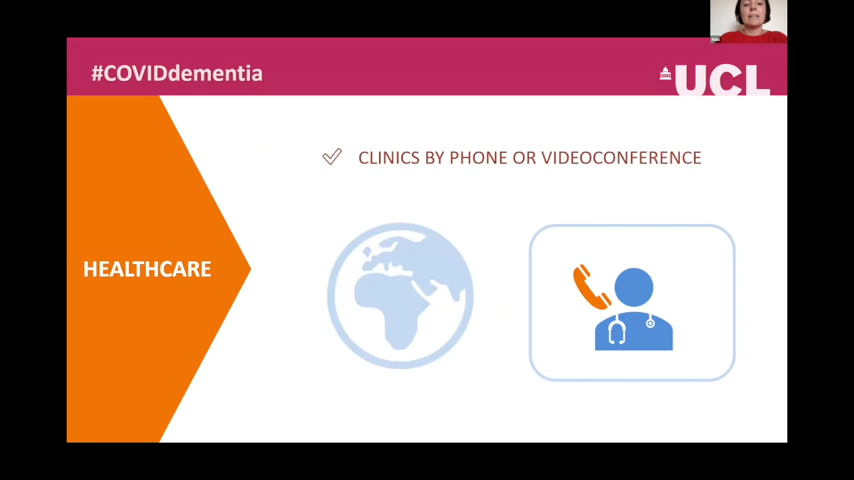 #COVIDdementia
UCL
CLINICS BY PHONE OR VIDEOCONFERENCE
HEALTHCARE